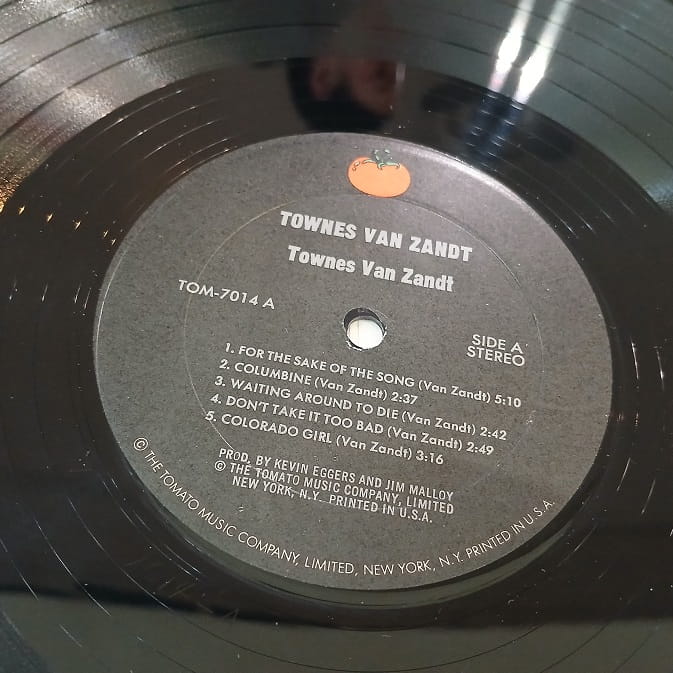 TOWNES VAN ZANDT
Townes Van Zandt
TOM-7014 A
SIDE A
STEREO
1. FOR THE SAKE OF THE SONG (Van Zandt) 5:10
2. COLUMBINE (Van Zandt) 2:37
3. WAITING AROUND TO DIE (Van Zandt) 2:42
4. DON'T TAKE IT TOO BAD (Van Zandt) 2:49
5. COLORADO GIRL (Van Zandt) 3:16
PROD. BY KEVIN EGGERS AND JIM MALLOY
© THE TOMATO MUSIC COMPANY, LIMITED
NEW YORK, N.Y. PRINTED IN U.S.A.
© THE TOMATO MUSIC COMPANY, LIMITED, NEW YORK, N.Y. PRINTED IN U.S.A.